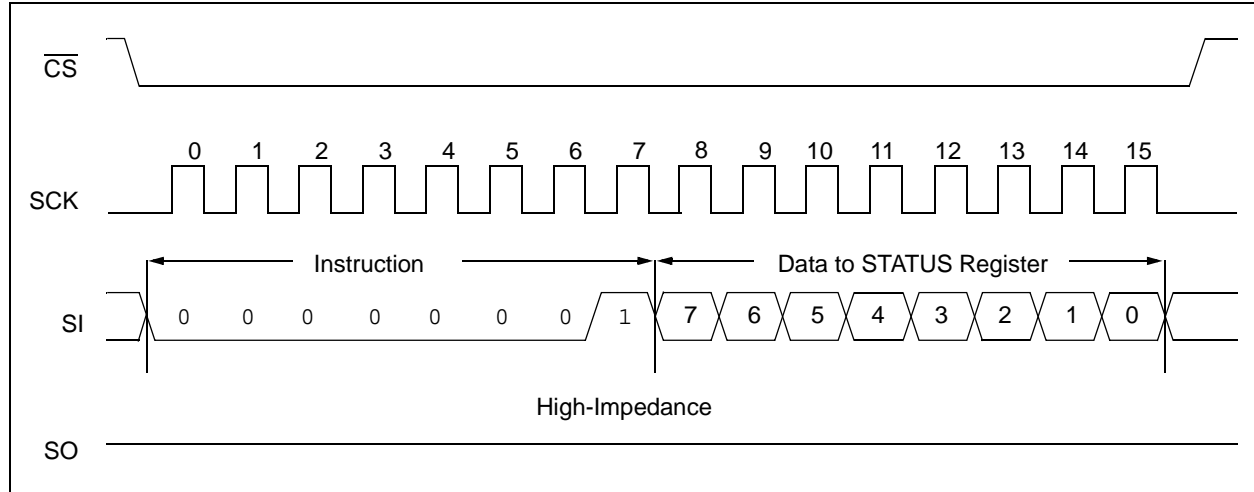 CS
0 1 2 3 4 5 6 7 8 9 10 11 12 13 14 15
SCK
Instruction
Data to STATUS Register
SI
0 0 0 0 0 0 0 1 7 6 5 4 3 2 1 0
High-Impedance
SO